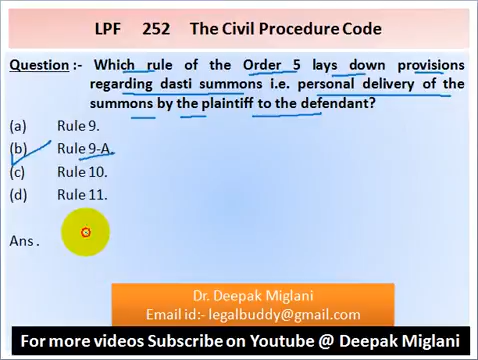 LPF 252 The Civil Procedure Code
Question :- Which rule of the Order 5 lays down provisions
regarding dasti summons i.e. personal delivery of the
summons by the plaintiff to the defendant?
(a) Rule 9.
(b) Rule 9-A.
(c) Rule 10.
(d) Rule 11.
Ans .
Dr. Deepak Miglani
Email id:- legalbuddy@gmail.com
For more videos Subscribe on Youtube @ Deepak Miglani